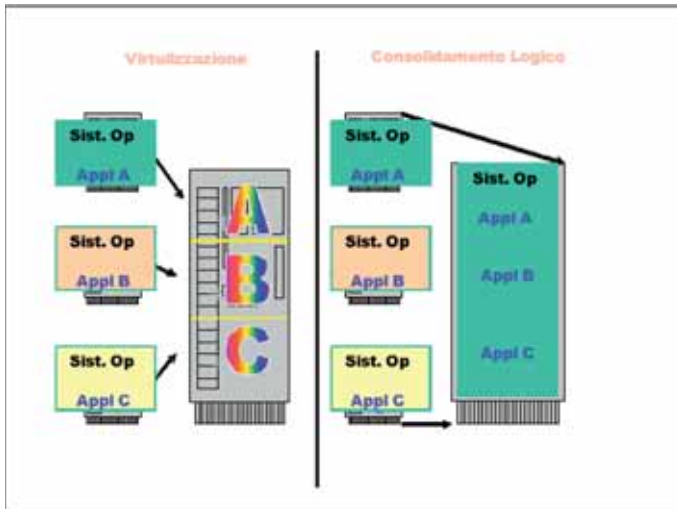 Virtulizzazione
Sist. Op
Appl A
Sist. Op
Appl B
Sist. Op
Appl C
A
B
C
Consolidamento Logico
Sist. Op
Appl A
Sist. Op
Appl B
Sist. Op
Appl C
Sist. Op
Appl A
Appl B
Appl C